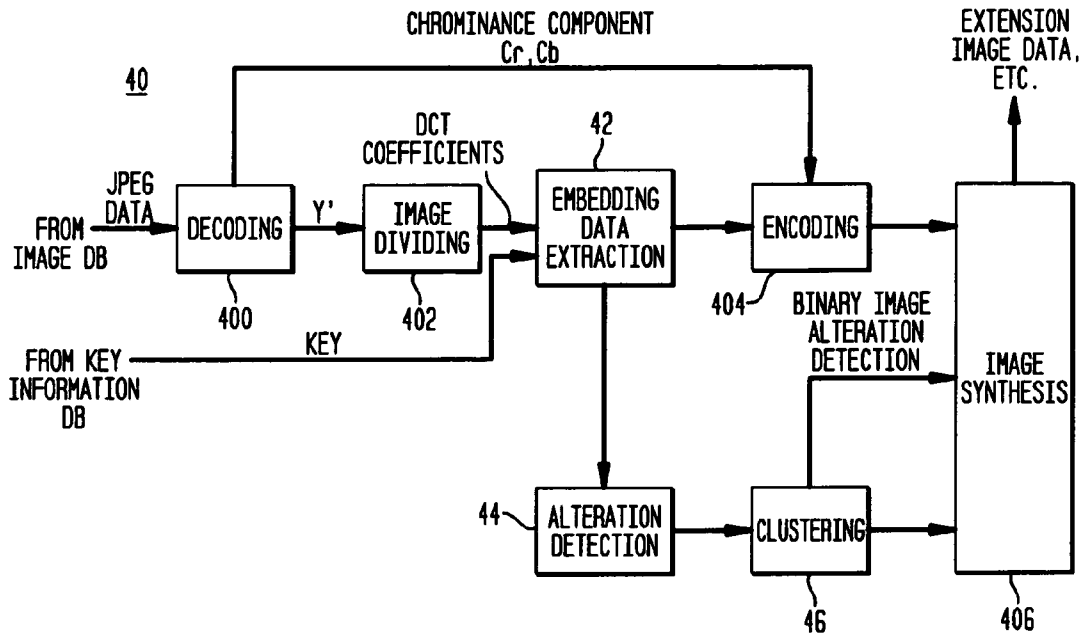 CHROMINANCE COMPONENT
Cr, Cb
EXTENSION
IMAGE DATA,
ETC.
40
DCT
COEFFICIENTS
42
JPEG
DATA
FROM
IMAGE DB
DECODING
Y'
IMAGE
DIVIDING
EMBEDDING
DATA
EXTRACTION
ENCODING
400
402
404
BINARY IMAGE
ALTERATION
DETECTION
KEY
FROM KEY
INFORMATION
DB
IMAGE
SYNTHESIS
44
ALTERATION
DETECTION
CLUSTERING
46
406